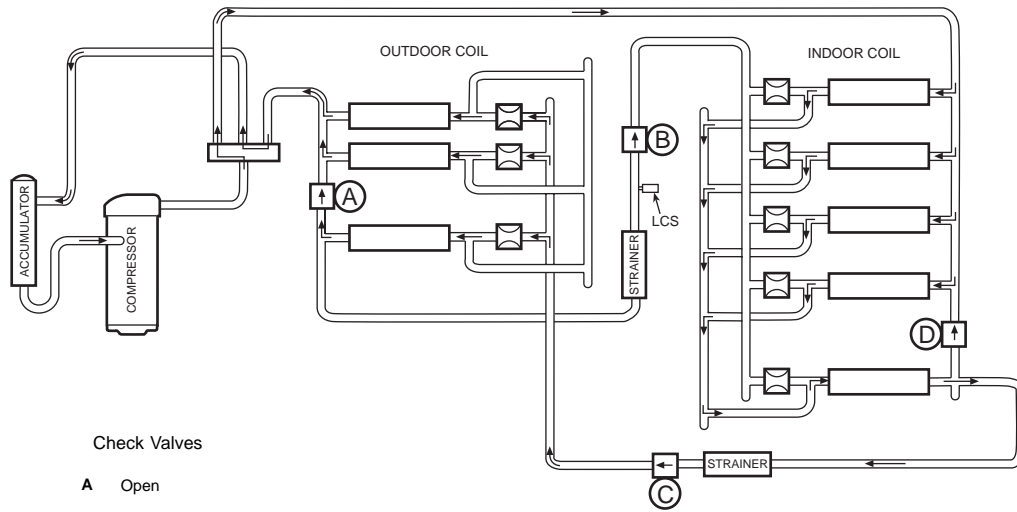 OUTDOOR COIL
INDOOR COIL
B
A
LCS
ACCUMULATOR
COMPRESSOR
STRAINER
D
Check Valves
STRAINER
A Open
C